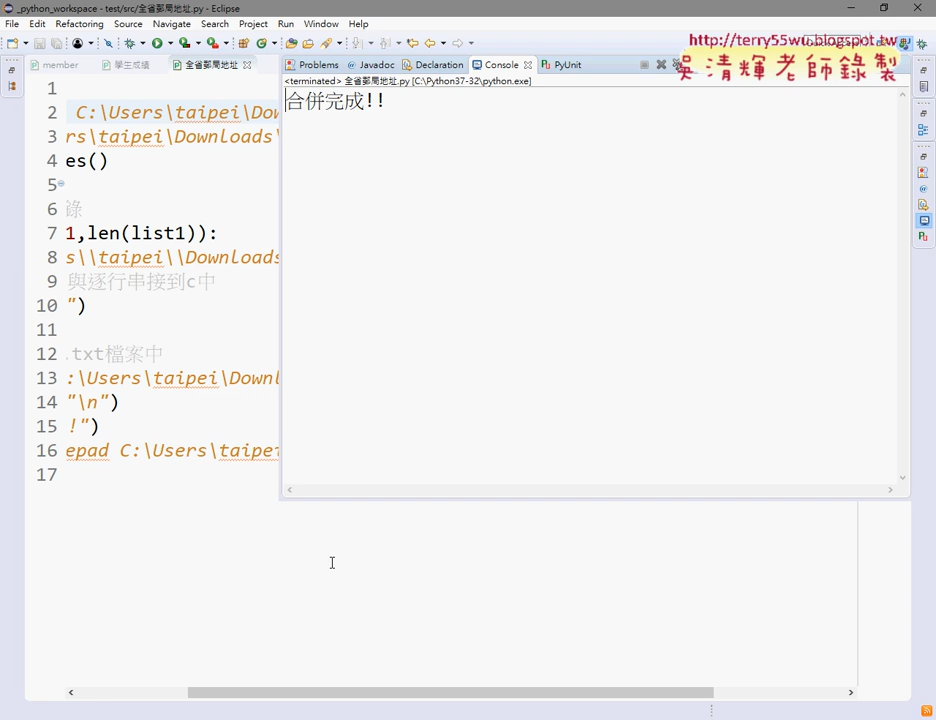 _python_workspace - test/src/全省郵局地址.py - Eclipse
http://terry55wu.blogspot.tw
吳清輝老師錄製
File Edit Refactoring Source Navigate Search Project Run Window Help
member 學生成績 全省郵局地址
Problems Javadoc Declaration Console PyUnit
<terminated> 全省郵局地址.py [C:\Python37-32\python.exe]
合併完成!!
1
2 C:\Users\taipei\Dow
3 rs\taipei\Downloads\
4 es()
5
6 錄
7 1,len(list1)):
8 s\\taipei\\Downloads
9 與逐行串接到c中
10 ")
11
12 .txt檔案中
13 :\Users\taipei\Downl
14 "\n")
15 !")
16 epad C:\Users\taipei
17